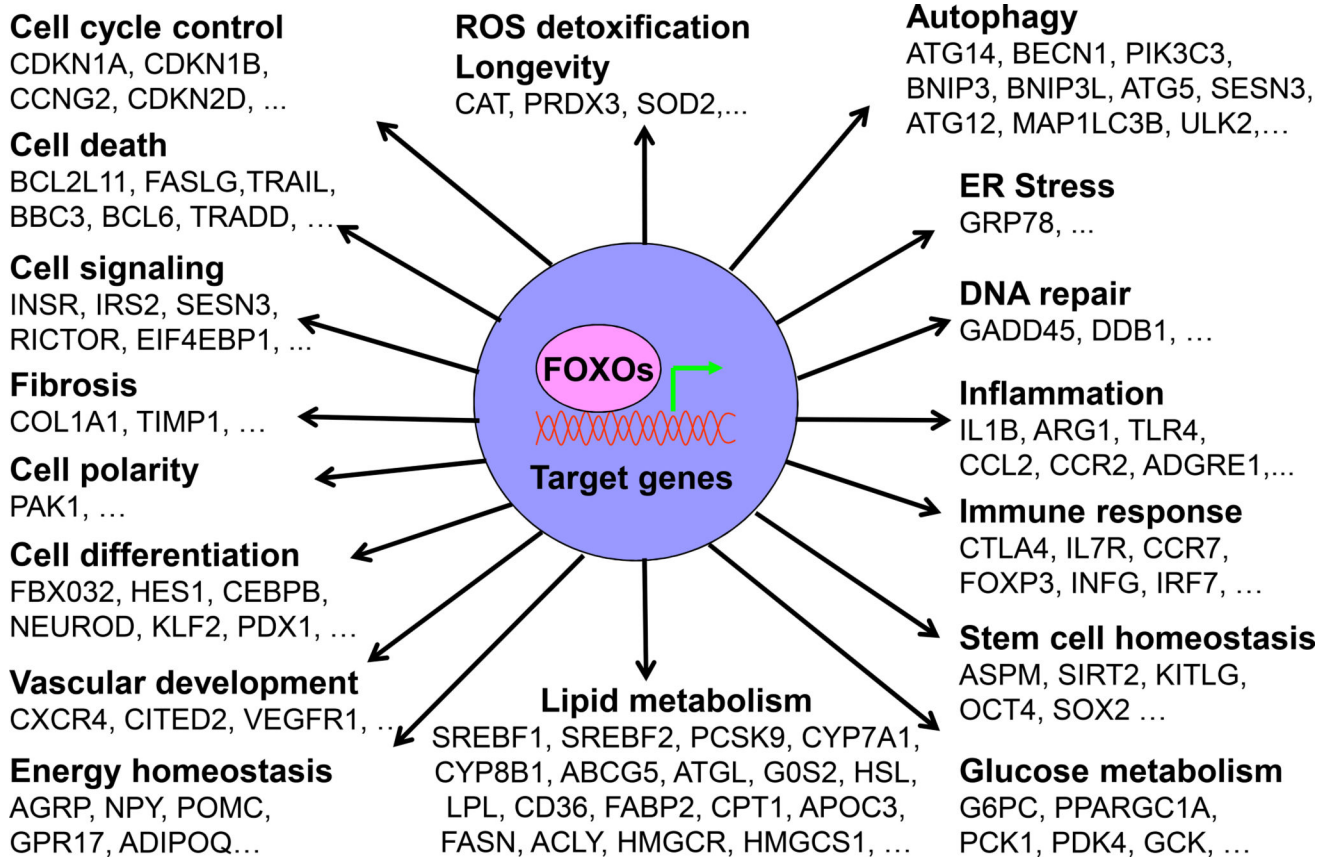 Cell cycle control
CDKN1A, CDKN1B,
CCNG2, CDKN2D, ...
Cell death
BCL2L11, FASLG,TRAIL,
BBC3, BCL6, TRADD, …
Cell signaling
INSR, IRS2, SESN3,
RICTOR, EIF4EBP1, ...
Fibrosis
COL1A1, TIMP1, …
Cell polarity
PAK1, …
Cell differentiation
FBX032, HES1, CEBPB,
NEUROD, KLF2, PDX1, …
Vascular development
CXCR4, CITED2, VEGFR1, …
Energy homeostasis
AGRP, NPY, POMC,
GPR17, ADIPOQ…
ROS detoxification
Longevity
CAT, PRDX3, SOD2,...
FOXOs
Target genes
Lipid metabolism
SREBF1, SREBF2, PCSK9, CYP7A1,
CYP8B1, ABCG5, ATGL, G0S2, HSL,
LPL, CD36, FABP2, CPT1, APOC3,
FASN, ACLY, HMGCR, HMGCS1, …
Autophagy
ATG14, BECN1, PIK3C3,
BNIP3, BNIP3L, ATG5, SESN3,
ATG12, MAP1LC3B, ULK2,…
ER Stress
GRP78, ...
DNA repair
GADD45, DDB1, …
Inflammation
IL1B, ARG1, TLR4,
CCL2, CCR2, ADGRE1,...
Immune response
CTLA4, IL7R, CCR7,
FOXP3, INFG, IRF7, …
Stem cell homeostasis
ASPM, SIRT2, KITLG,
OCT4, SOX2 …
Glucose metabolism
G6PC, PPARGC1A,
PCK1, PDK4, GCK, …